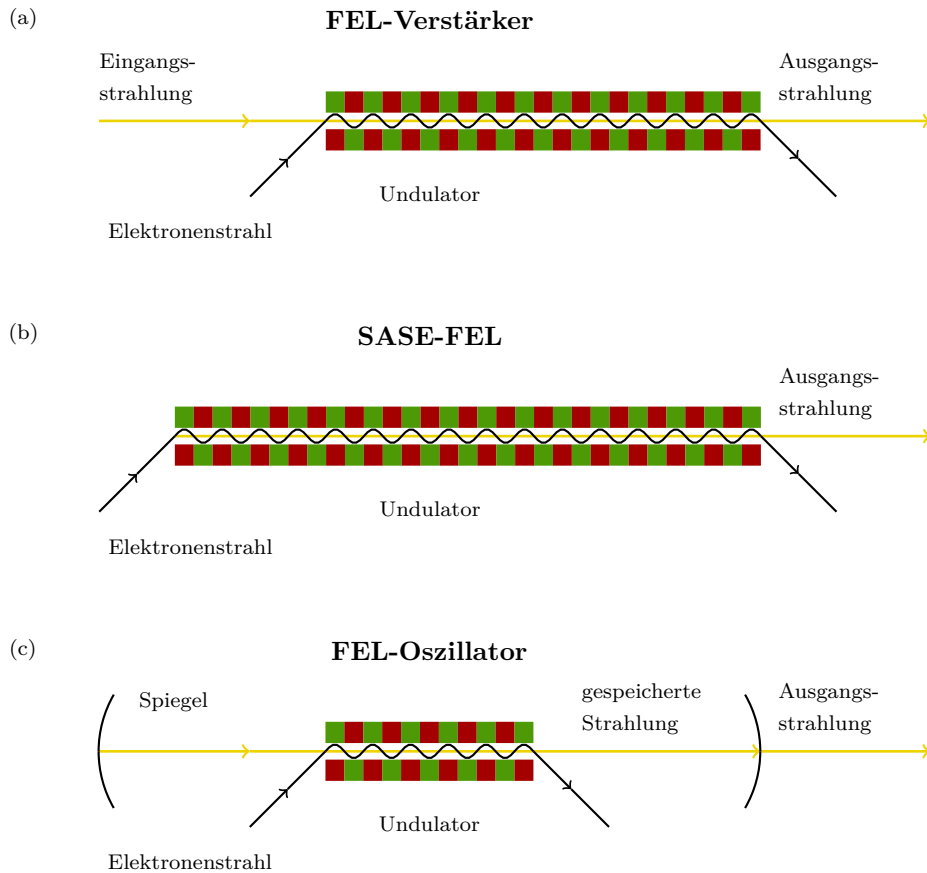 (a)
FEL-Verstärker
Eingangs-
strahlung
Ausgangs-
strahlung
Undulator
Elektronenstrahl
(b)
SASE-FEL
Ausgangs-
strahlung
Undulator
Elektronenstrahl
(c)
FEL-Oszillator
Spiegel
gespeicherte
Strahlung
Ausgangs-
strahlung
Undulator
Elektronenstrahl